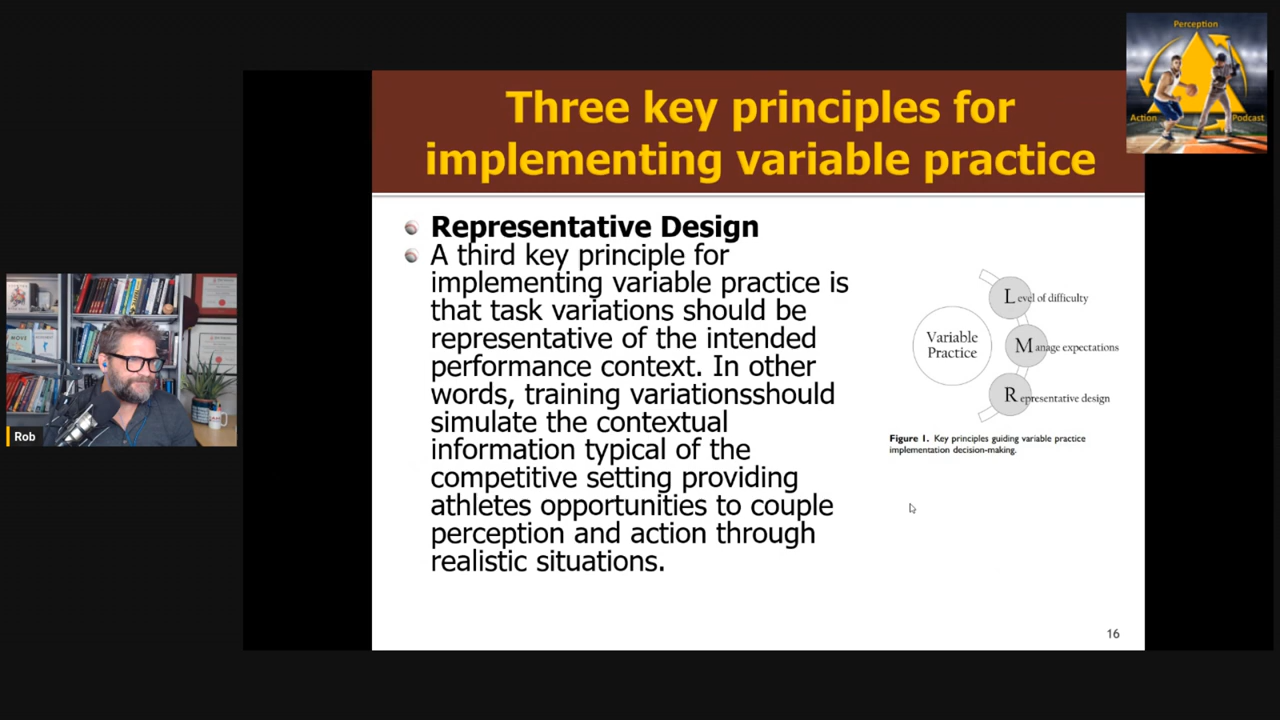 Perception
Action
Podcast
Three key principles for
implementing variable practice
Representative Design
A third key principle for
implementing variable practice is
that task variations should be
representative of the intended
performance context. In other
words, training variationsshould
simulate the contextual
information typical of the
competitive setting providing
athletes opportunities to couple
perception and action through
realistic situations.
Variable
Practice
Level of difficulty
Manage expectations
Representative design
Figure 1. Key principles guiding variable practice
implementation decision-making.
16
MOVE
Rob